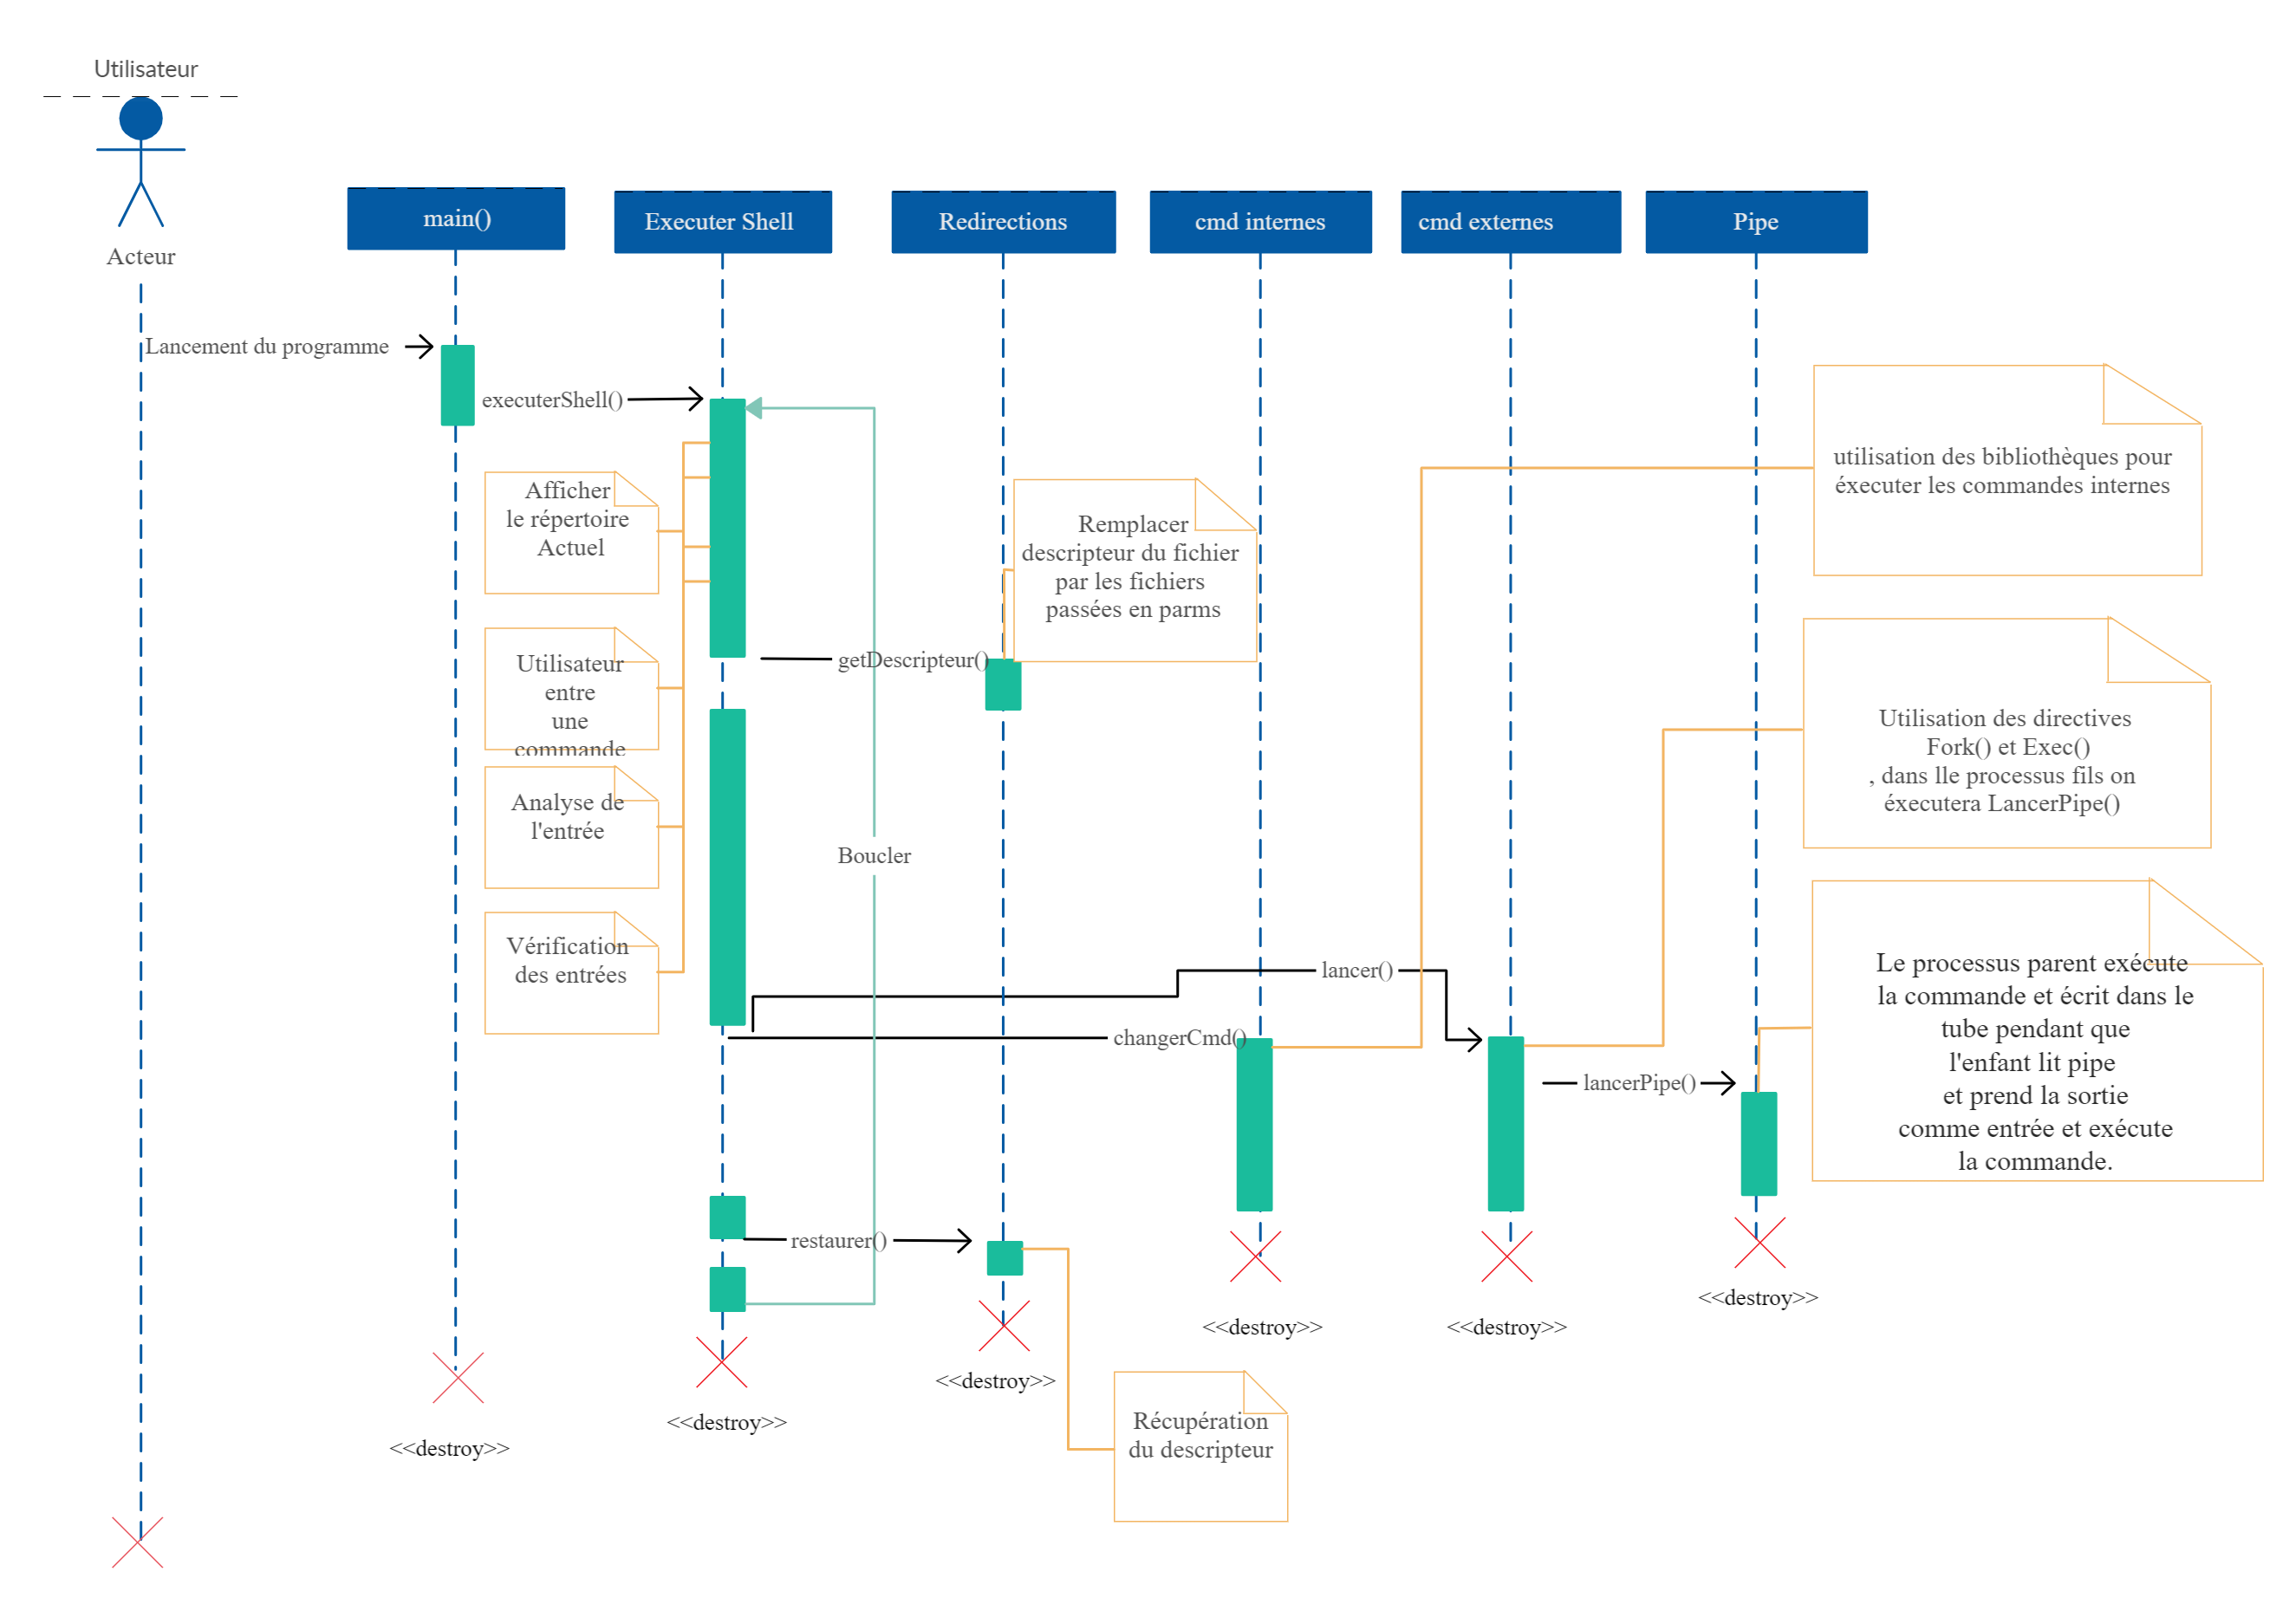 Utilisateur
Acteur
main()
Executer Shell
Redirections
cmd internes
cmd externes
Pipe
Lancement du programme
executerShell()
Afficher
le répertoire
Actuel
Utilisateur
entre
une
commande
Analyse de
l'entrée
Vérification
des entrées
Remplacer
descripteur du fichier
par les fichiers
passées en parms
getDescripteur()
Boucler
utilisation des bibliothèques pour
éxecuter les commandes internes
Utilisation des directives
Fork() et Exec()
, dans lle processus fils on
éxecutera LancerPipe()
Le processus parent exécute
la commande et écrit dans le
tube pendant que
l'enfant lit pipe
et prend la sortie
comme entrée et exécute
la commande.
lancer()
changerCmd()
lancerPipe()
restaurer()
<<destroy>>
<<destroy>>
<<destroy>>
<<destroy>>
<<destroy>>
<<destroy>>
Récupération
du descripteur